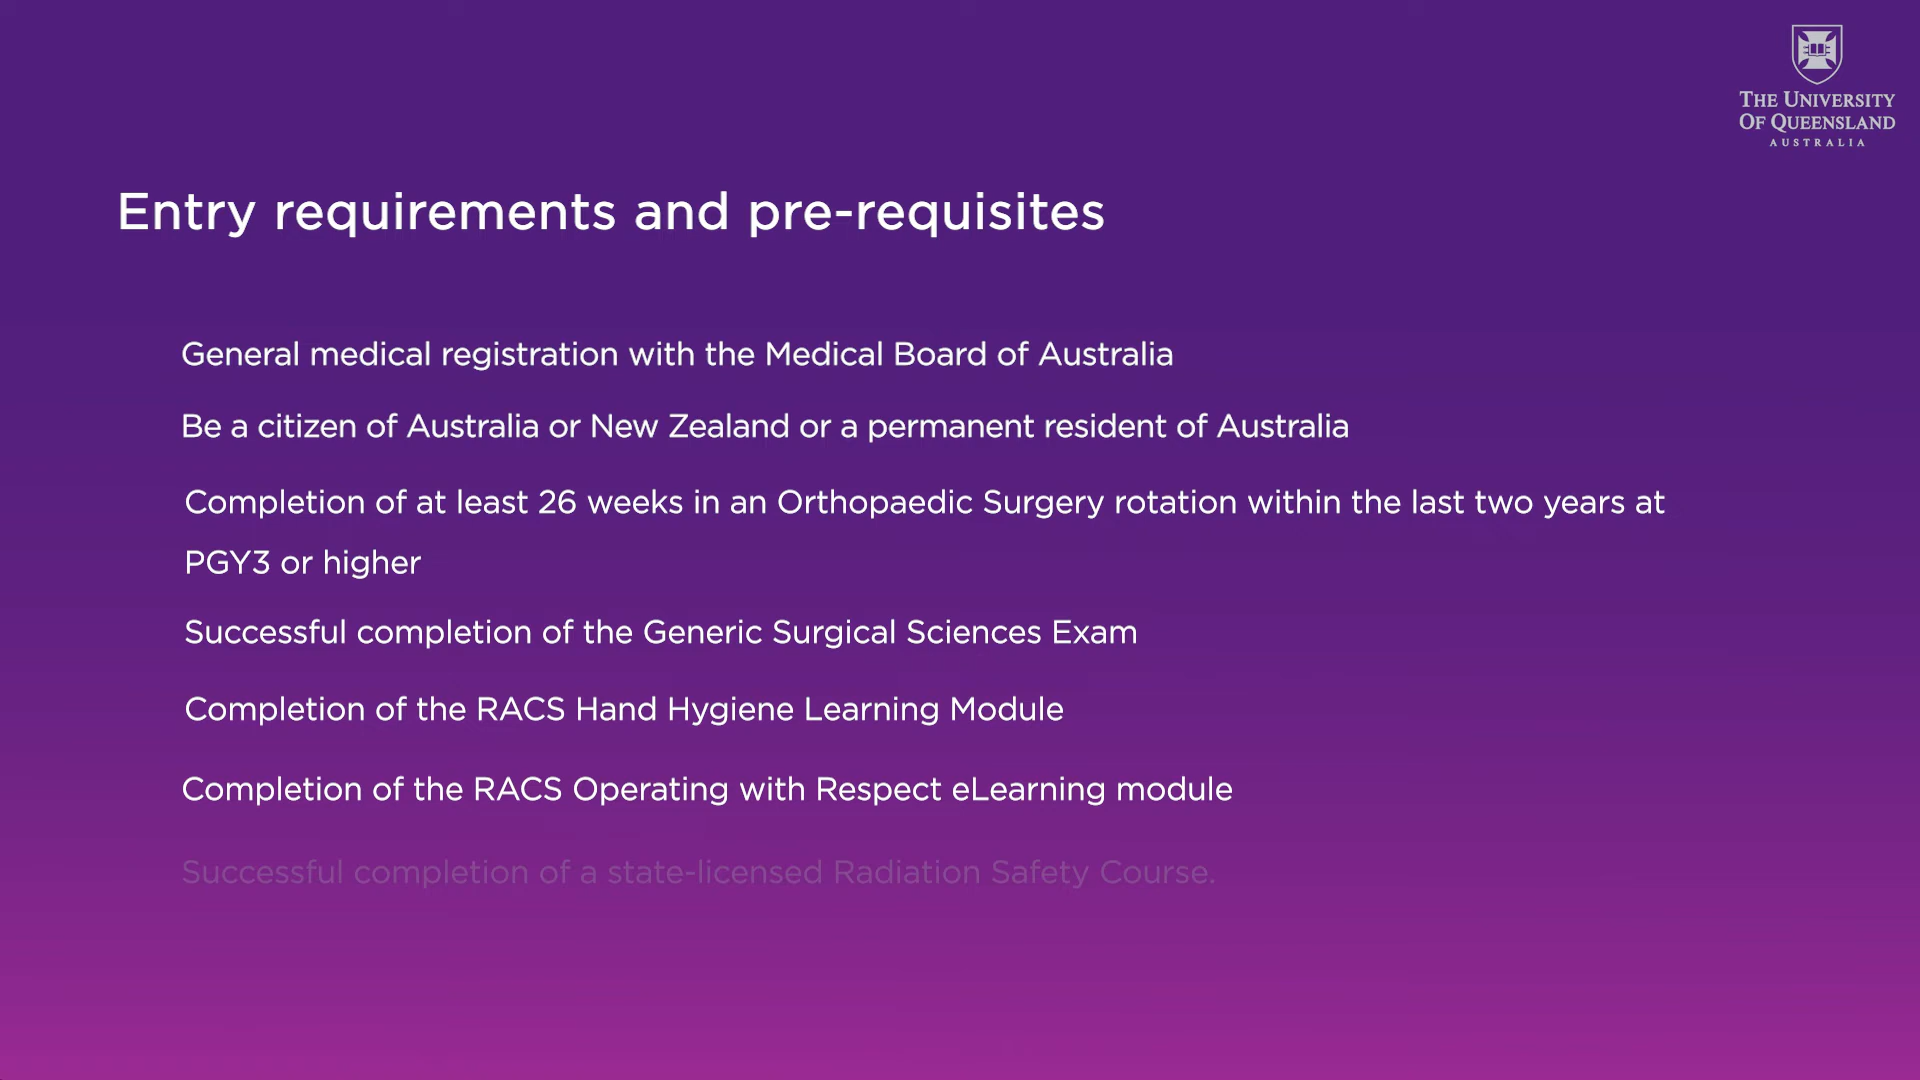 THE UNIVERSITY
OF QUEENSLAND
AUSTRALIA
Entry requirements and pre-requisites
General medical registration with the Medical Board of Australia
Be a citizen of Australia or New Zealand or a permanent resident of Australia
Completion of at least 26 weeks in an Orthopaedic Surgery rotation within the last two years at
PGY3 or higher
Successful completion of the Generic Surgical Sciences Exam
Completion of the RACS Hand Hygiene Learning Module
Completion of the RACS Operating with Respect eLearning module
Successful completion of a state-licensed Radiation Safety Course.